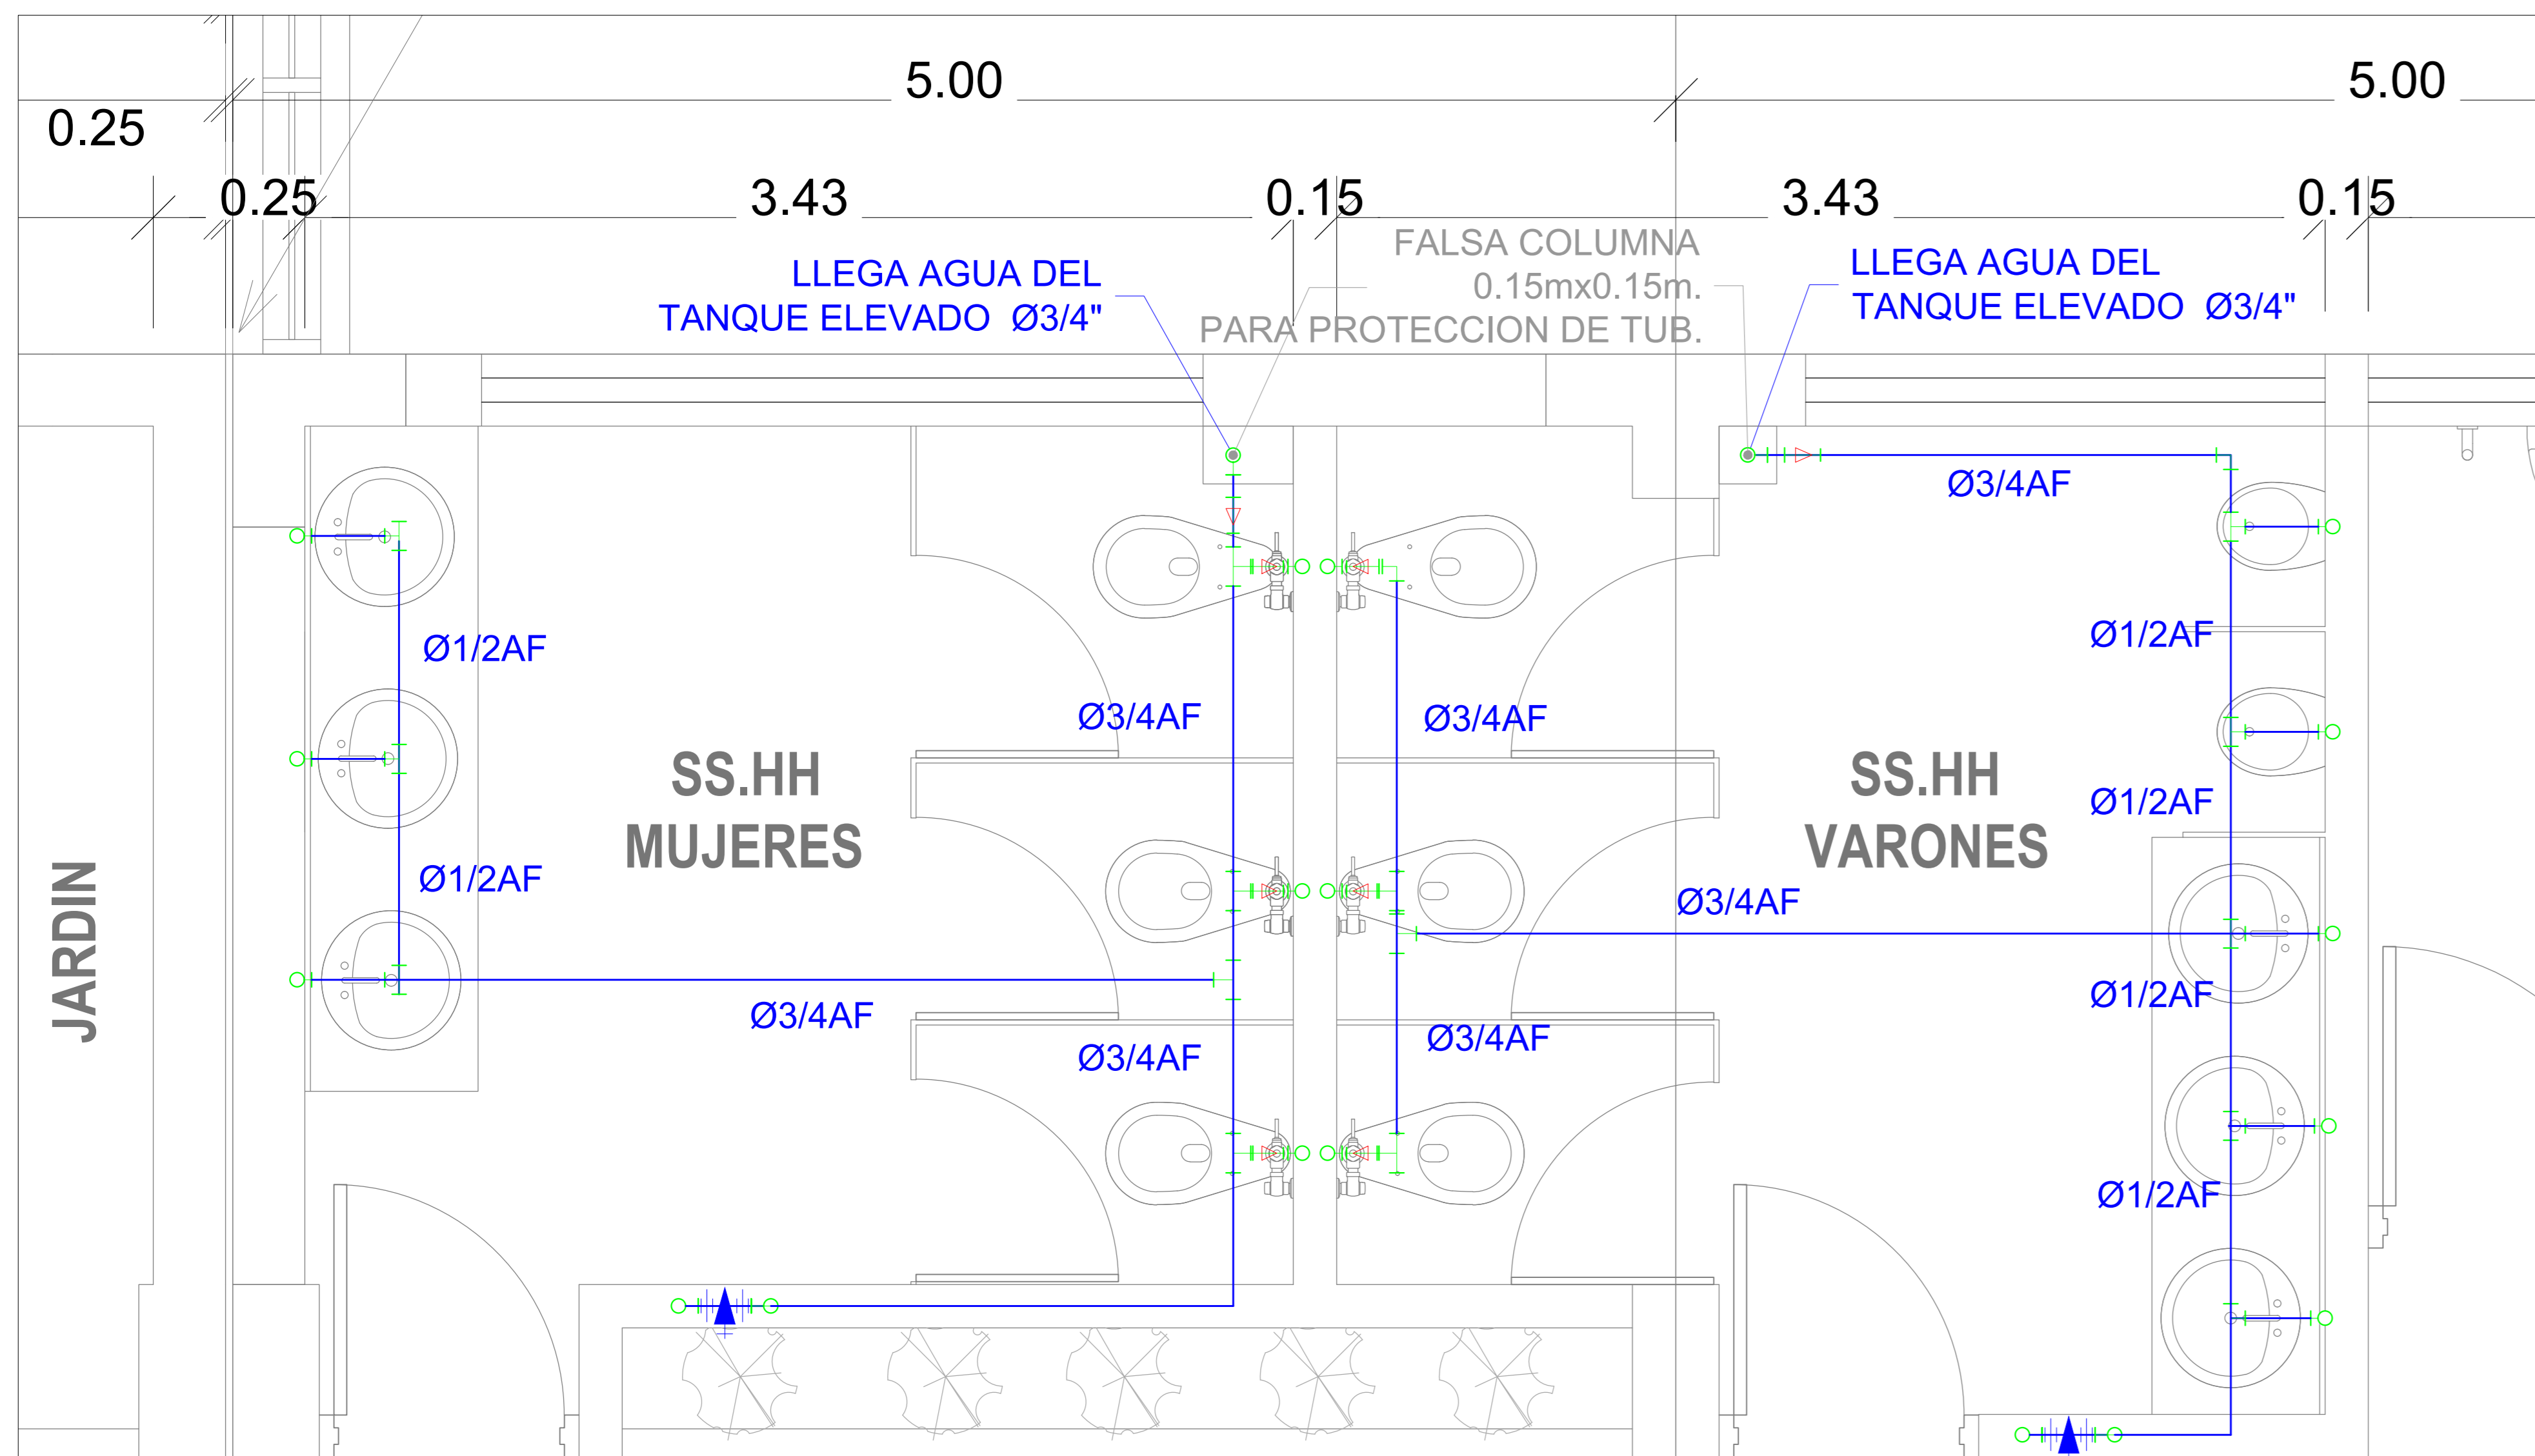 5.00
5.00
0.25
0.25
3.43
0.15
3.43
0.15
FALSA COLUMNA
0.15mx0.15m.
PARA PROTECCION DE TUB.
LLEGA AGUA DEL
TANQUE ELEVADO Ø3/4"
LLEGA AGUA DEL
TANQUE ELEVADO Ø3/4"
Ø3/4AF
Ø1/2AF
Ø1/2AF
Ø3/4AF
Ø3/4AF
SS.HH
MUJERES
SS.HH
VARONES
Ø1/2AF
Ø1/2AF
Ø3/4AF
JARDIN
Ø3/4AF
Ø1/2AF
Ø3/4AF
Ø3/4AF
Ø1/2AF